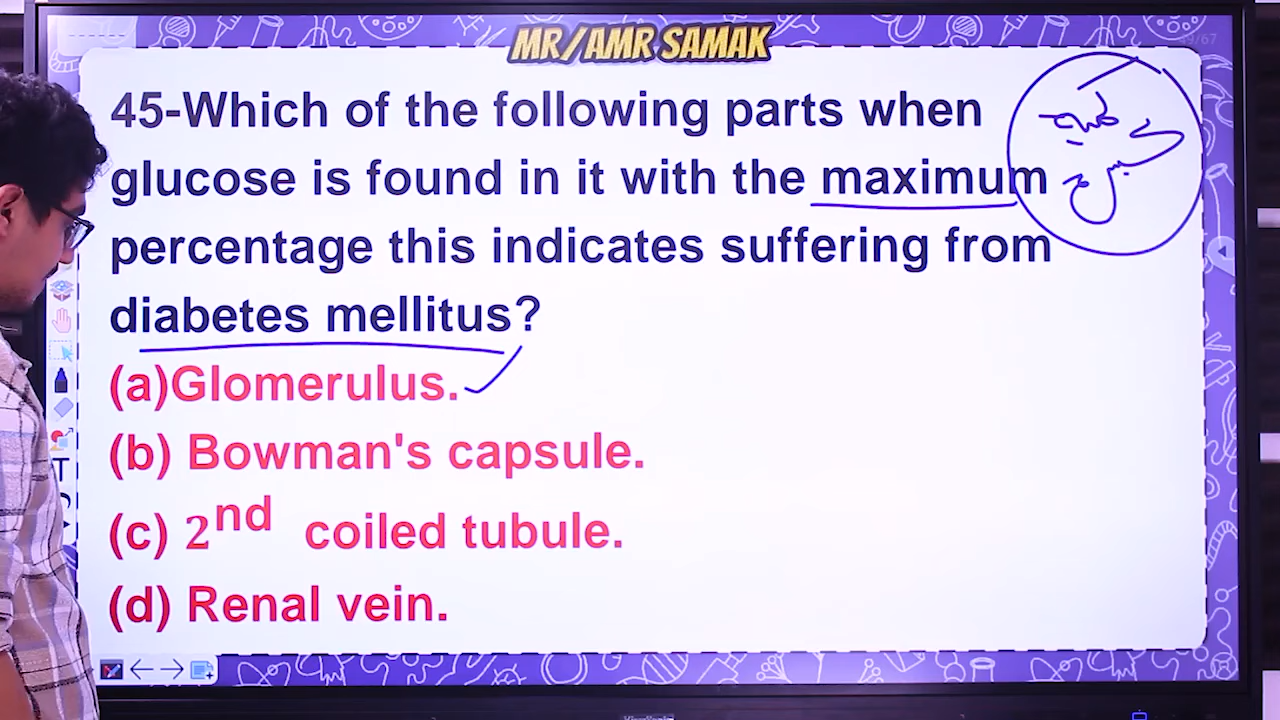 MR/AMR SAMAK
45-Which of the following parts when
glucose is found in it with the maximum
percentage this indicates suffering from
diabetes mellitus?
(a)Glomerulus.
(b) Bowman's capsule.
(c) 2nd coiled tubule.
(d) Renal vein.